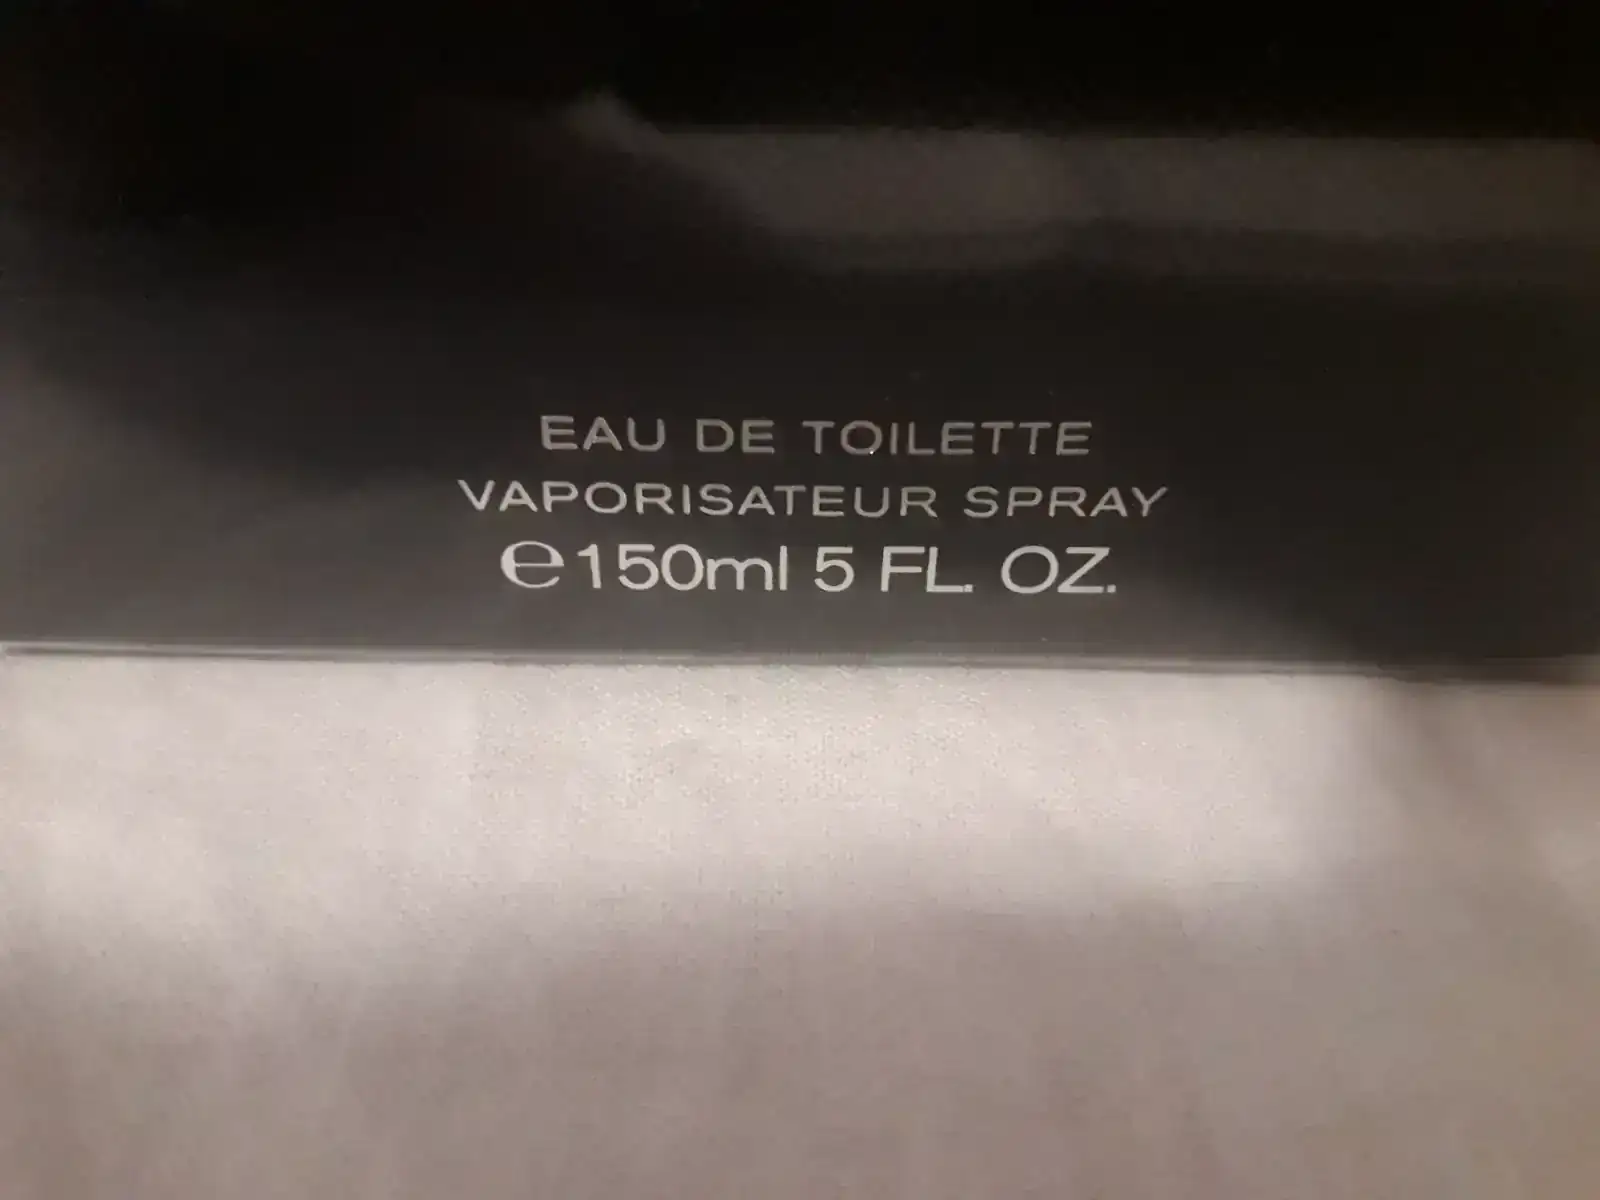 EAU DE TOILETTE
VAPORISATEUR SPRAY
℮150ml 5 FL. OZ.